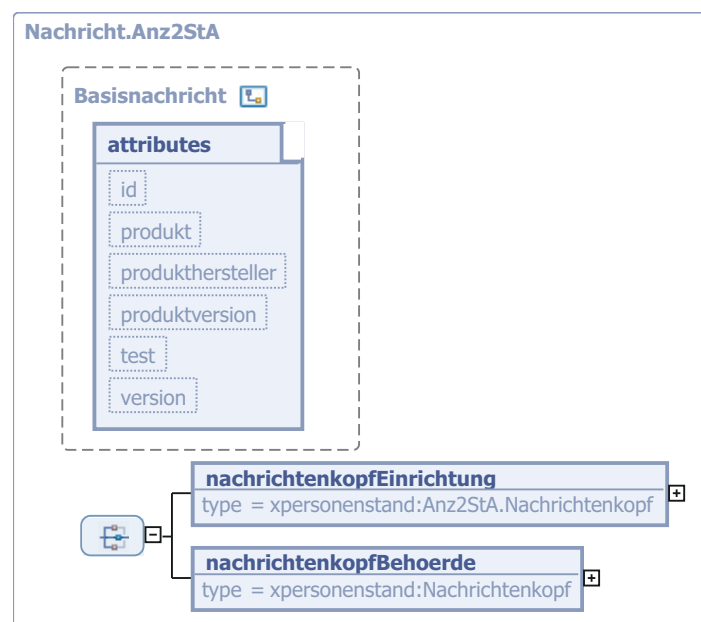 Nachricht.Anz2StA
Basisnachricht
attributes
id
produkt
produkthersteller
produktversion
test
version
nachrichtenkopfEinrichtung
type = xpersonenstand:Anz2StA.Nachrichtenkopf
nachrichtenkopfBehoerde
type = xpersonenstand:Nachrichtenkopf